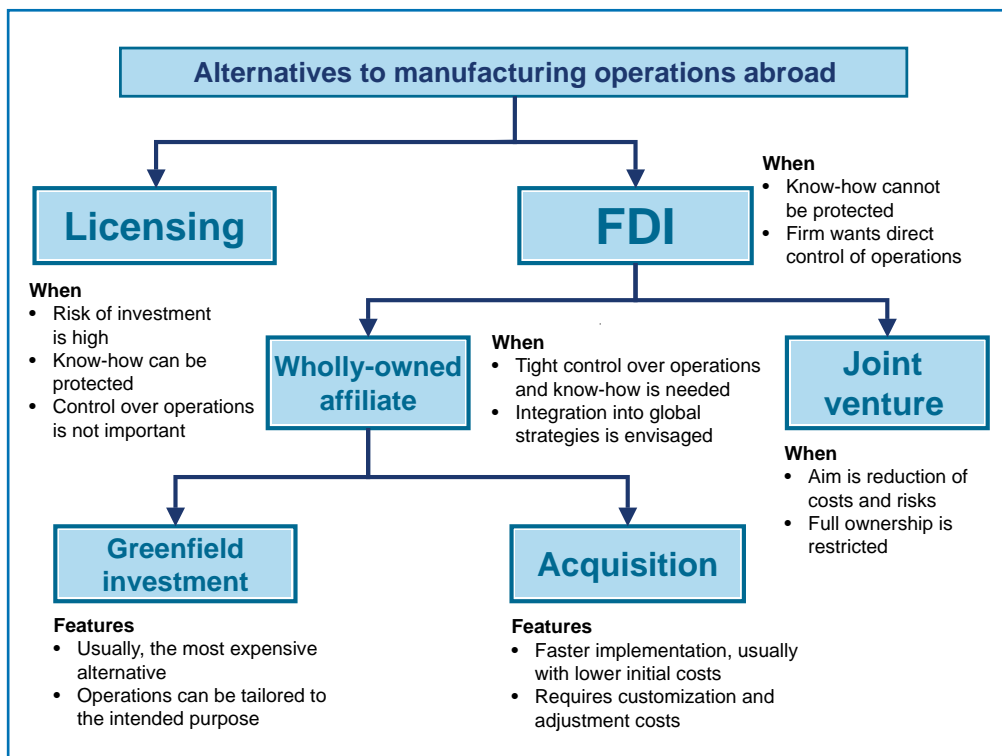 Alternatives to manufacturing operations abroad
Licensing
When
• Risk of investment
is high
• Know-how can be
protected
• Control over operations
is not important
FDI
When
• Know-how cannot
be protected
• Firm wants direct
control of operations
Wholly-owned
affiliate
When
• Tight control over operations
and know-how is needed
• Integration into global
strategies is envisaged
Joint
venture
When
• Aim is reduction of
costs and risks
• Full ownership is
restricted
Greenfield
investment
Features
• Usually, the most expensive
alternative
• Operations can be tailored to
the intended purpose
Acquisition
Features
• Faster implementation, usually
with lower initial costs
• Requires customization and
adjustment costs